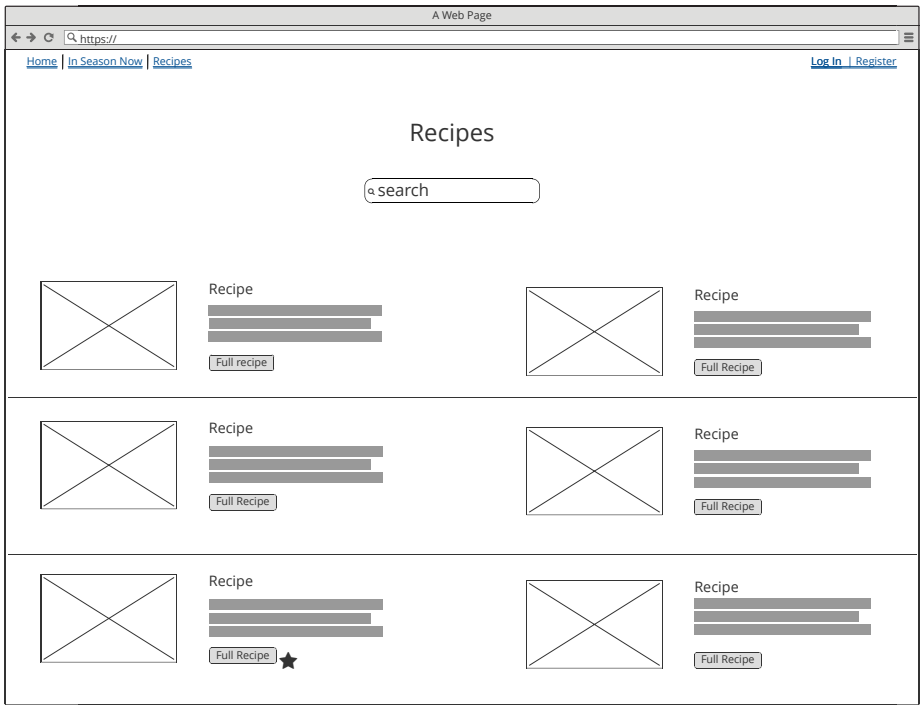 A Web Page
https://
Home | In Season Now | Recipes
Log In | Register
Recipes
search
Recipe
Full recipe
Recipe
Full Recipe
Recipe
Full Recipe
Recipe
Full Recipe
Recipe
Full Recipe
Recipe
Full Recipe